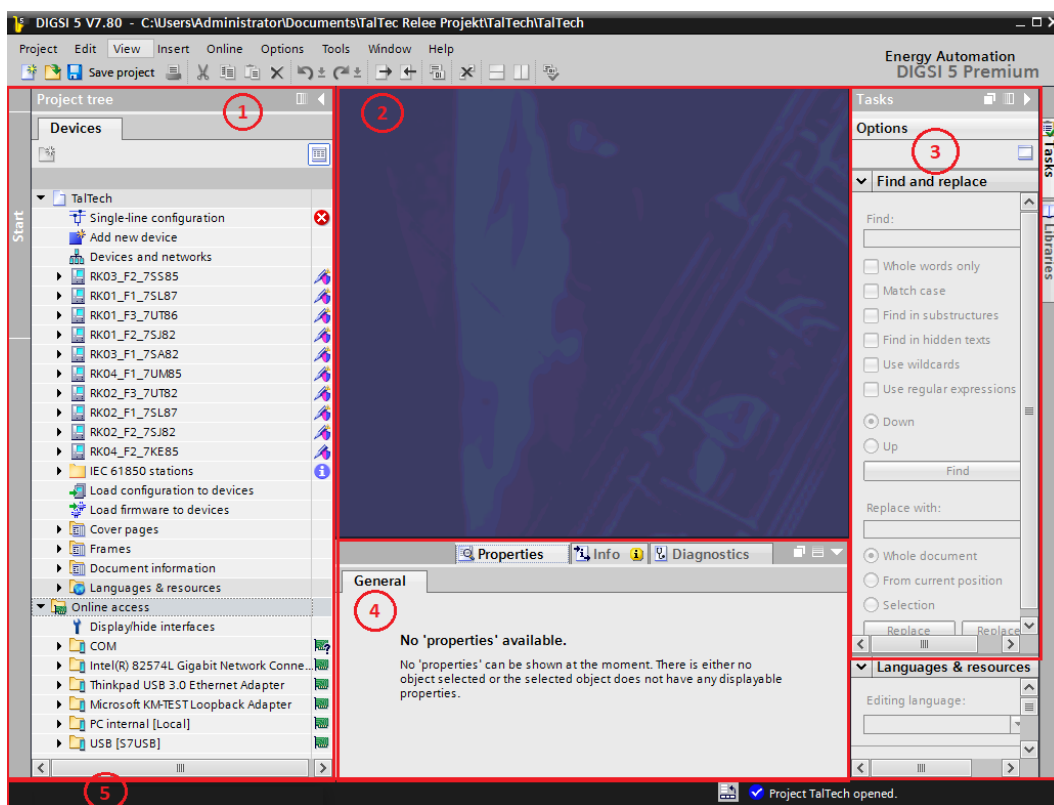 DIGSI 5 V7.80 - C:\Users\Administrator\Documents\TalTec Relee Projekt\TalTech\TalTech
Project Edit View Insert Online Options Tools Window Help
Save project
Energy Automation
DIGSI 5 Premium
Start
Project tree
1
Devices
TalTech
Single-line configuration
Add new device
Devices and networks
RK03_F2_7SS85
RK01_F1_7SL87
RK01_F3_7UT86
RK01_F2_7SJ82
RK03_F1_7SA82
RK04_F1_7UM85
RK02_F3_7UT82
RK02_F1_7SL87
RK02_F2_7SJ82
RK04_F2_7KE85
IEC 61850 stations
Load configuration to devices
Load firmware to devices
Cover pages
Frames
Document information
Languages & resources
Online access
Display/hide interfaces
COM
Intel(R) 82574L Gigabit Network Conne...
Thinkpad USB 3.0 Ethernet Adapter
Microsoft KM-TEST Loopback Adapter
PC internal [Local]
USB [S7USB]
2
Properties Info Diagnostics
General
4
No 'properties' available.
No 'properties' can be shown at the moment. There is either no
object selected or the selected object does not have any displayable
properties.
Tasks
Options
3
Find and replace
Find:
Whole words only
Match case
Find in substructures
Find in hidden texts
Use wildcards
Use regular expressions
Down
Up
Find
Replace with:
Whole document
From current position
Selection
Replace Replace
Languages & resources
Editing language:
Tasks
Libraries
5
Project TalTech opened.